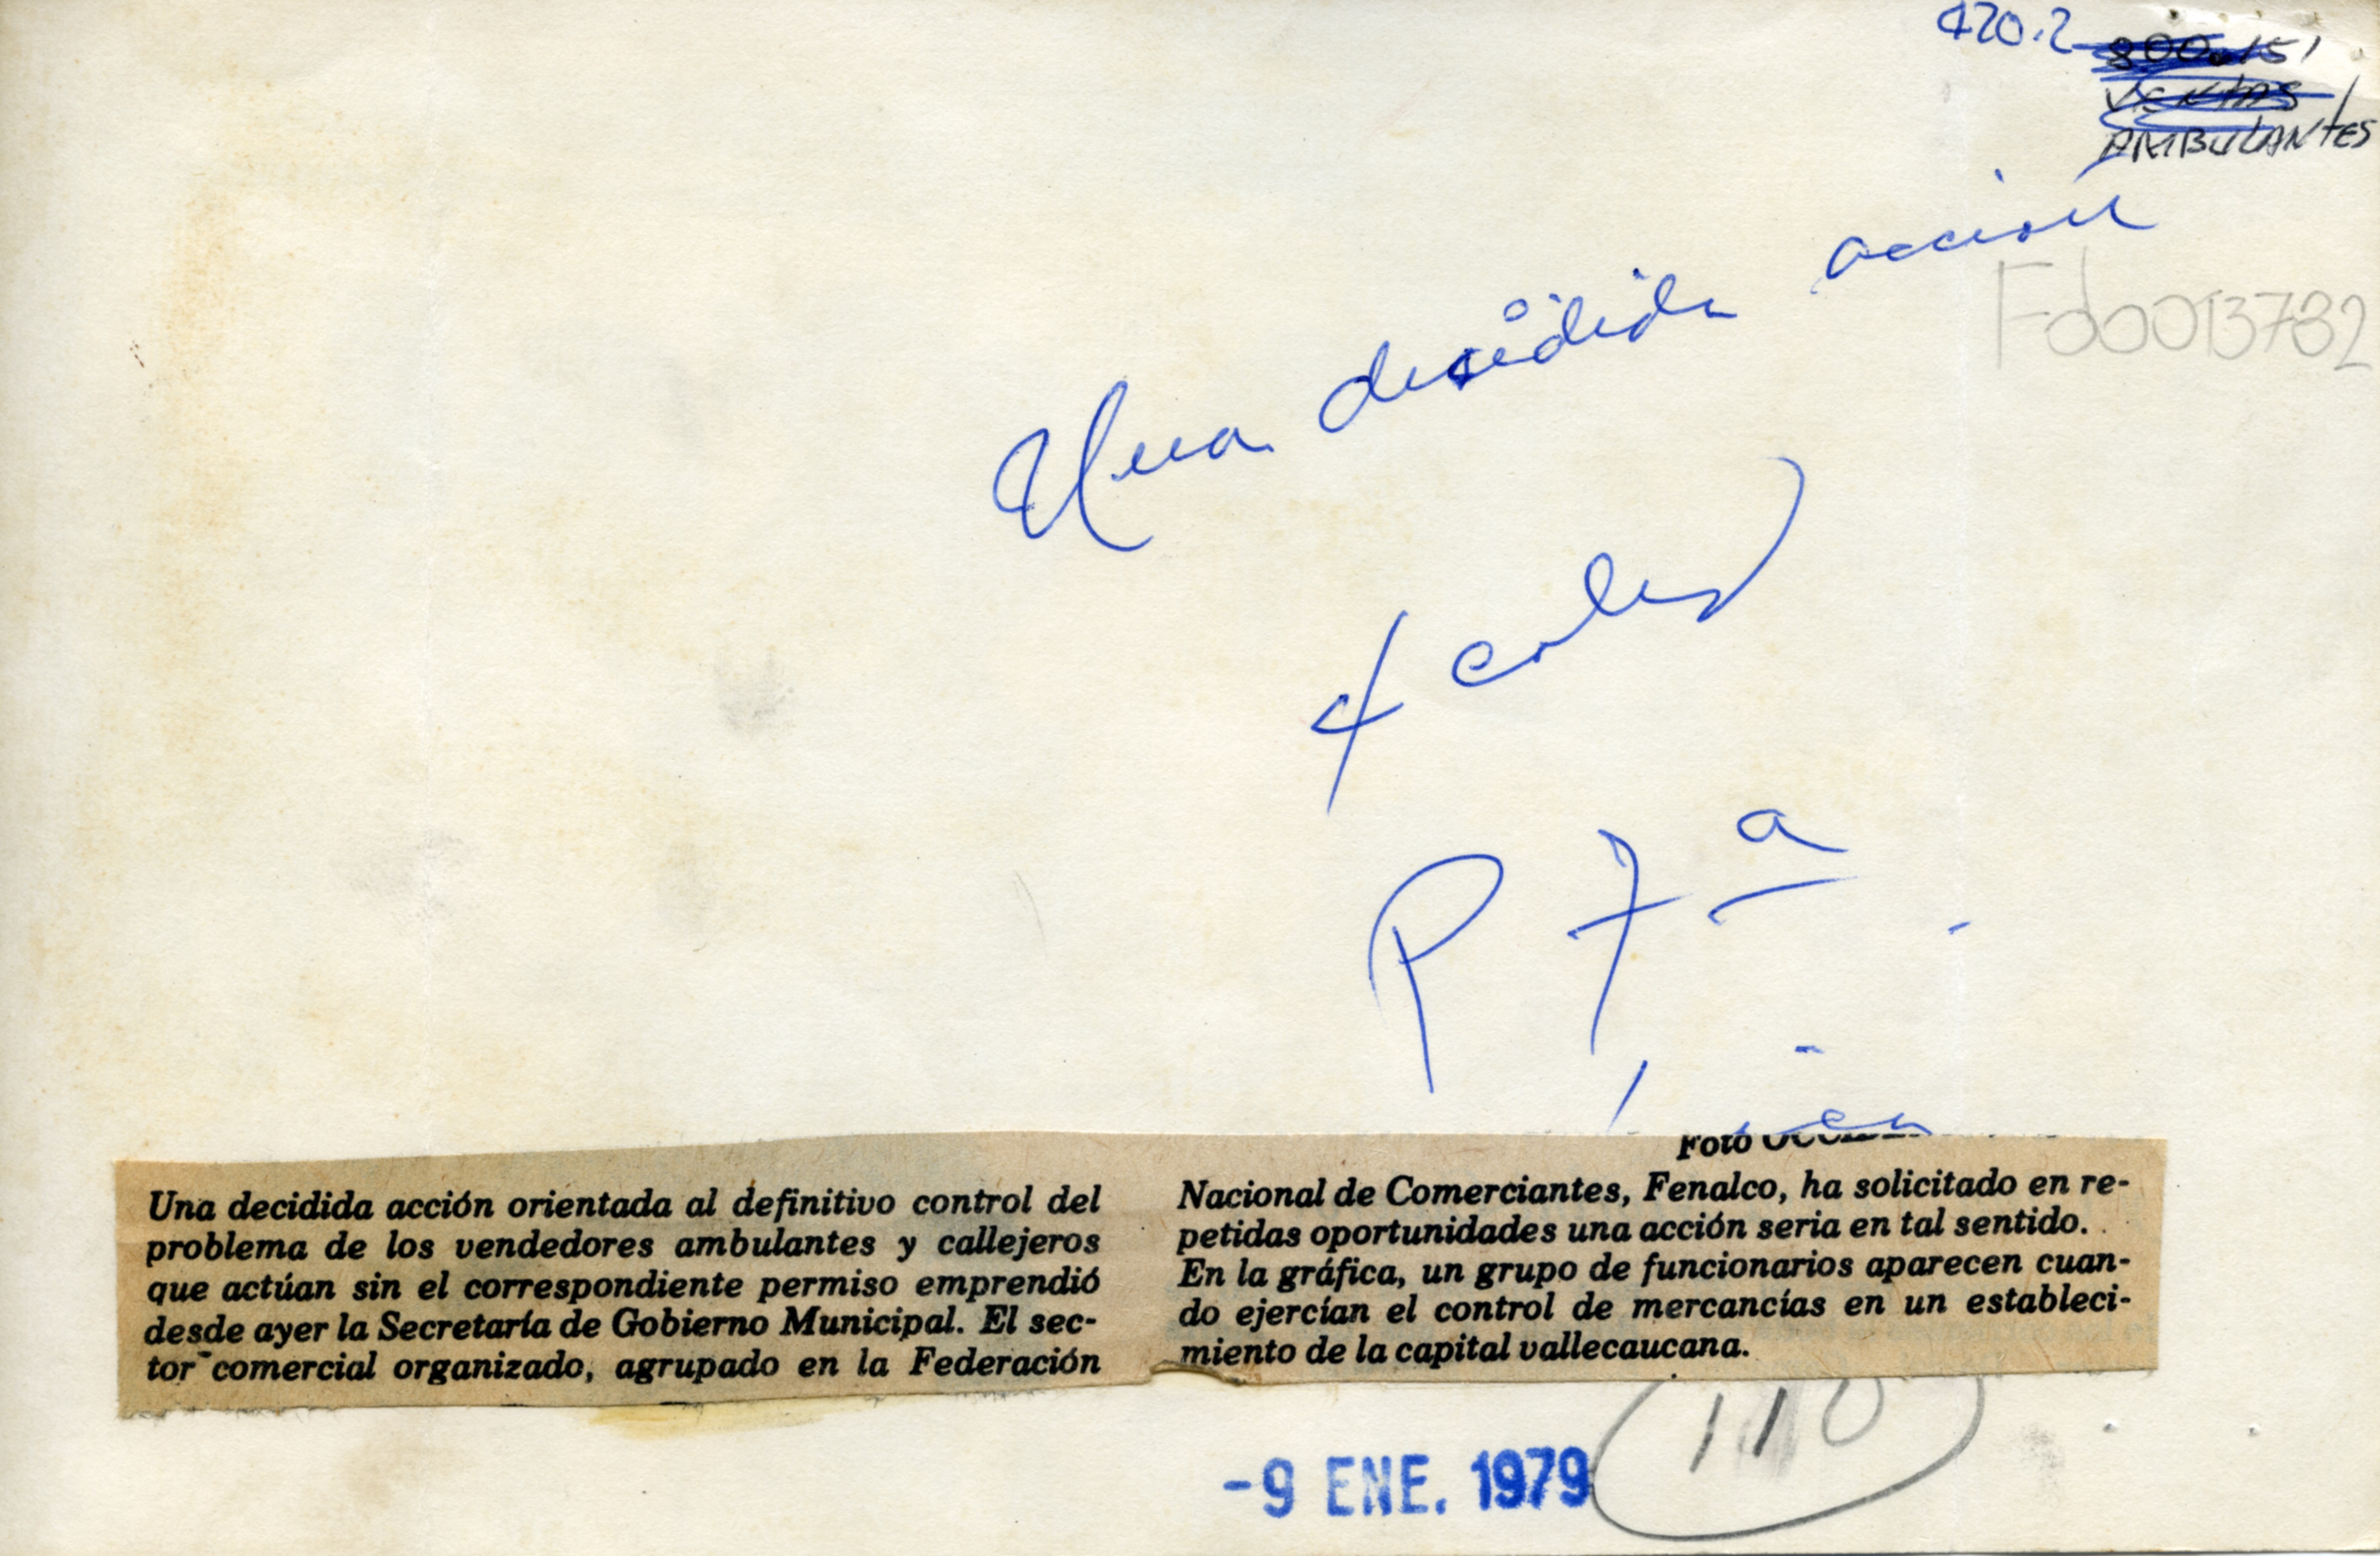 420.2
800.151
VENTAS
AMBULANTES
Una decidida acción
Fd0013732
4 cols
P 7a
Foto
Una decidida acción orientada al definitivo control del
problema de los vendedores ambulantes y callejeros
que actúan sin el correspondiente permiso emprendió
desde ayer la Secretaría de Gobierno Municipal. El sec-
tor comercial organizado, agrupado en la Federación
Nacional de Comerciantes, Fenalco, ha solicitado en re-
petidas oportunidades una acción seria en tal sentido.
En la gráfica, un grupo de funcionarios aparecen cuan-
do ejercían el control de mercancías en un estableci-
miento de la capital vallecaucana.
-9 ENE. 1979
110